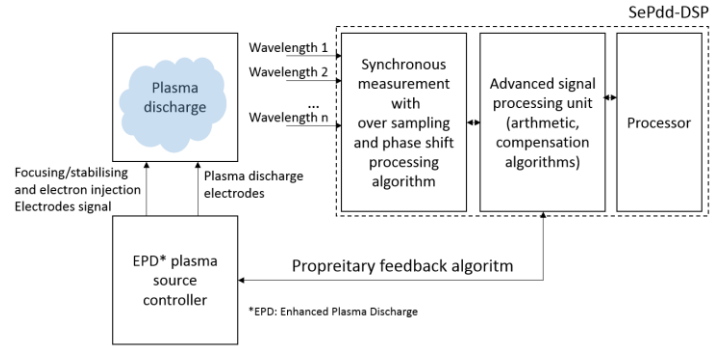 SePdd-DSP
Plasma
discharge
Wavelength 1
Wavelength 2
...
Wavelength n
Synchronous
measurement
with
over sampling
and phase shift
processing
algorithm
Advanced signal
processing unit
(arithmetic,
compensation
algorithms)
Processor
Focusing/stabilising
and electron injection
Electrodes signal
Plasma discharge
electrodes
EPD* plasma
source
controller
Propreitary feedback algoritm
*EPD: Enhanced Plasma Discharge